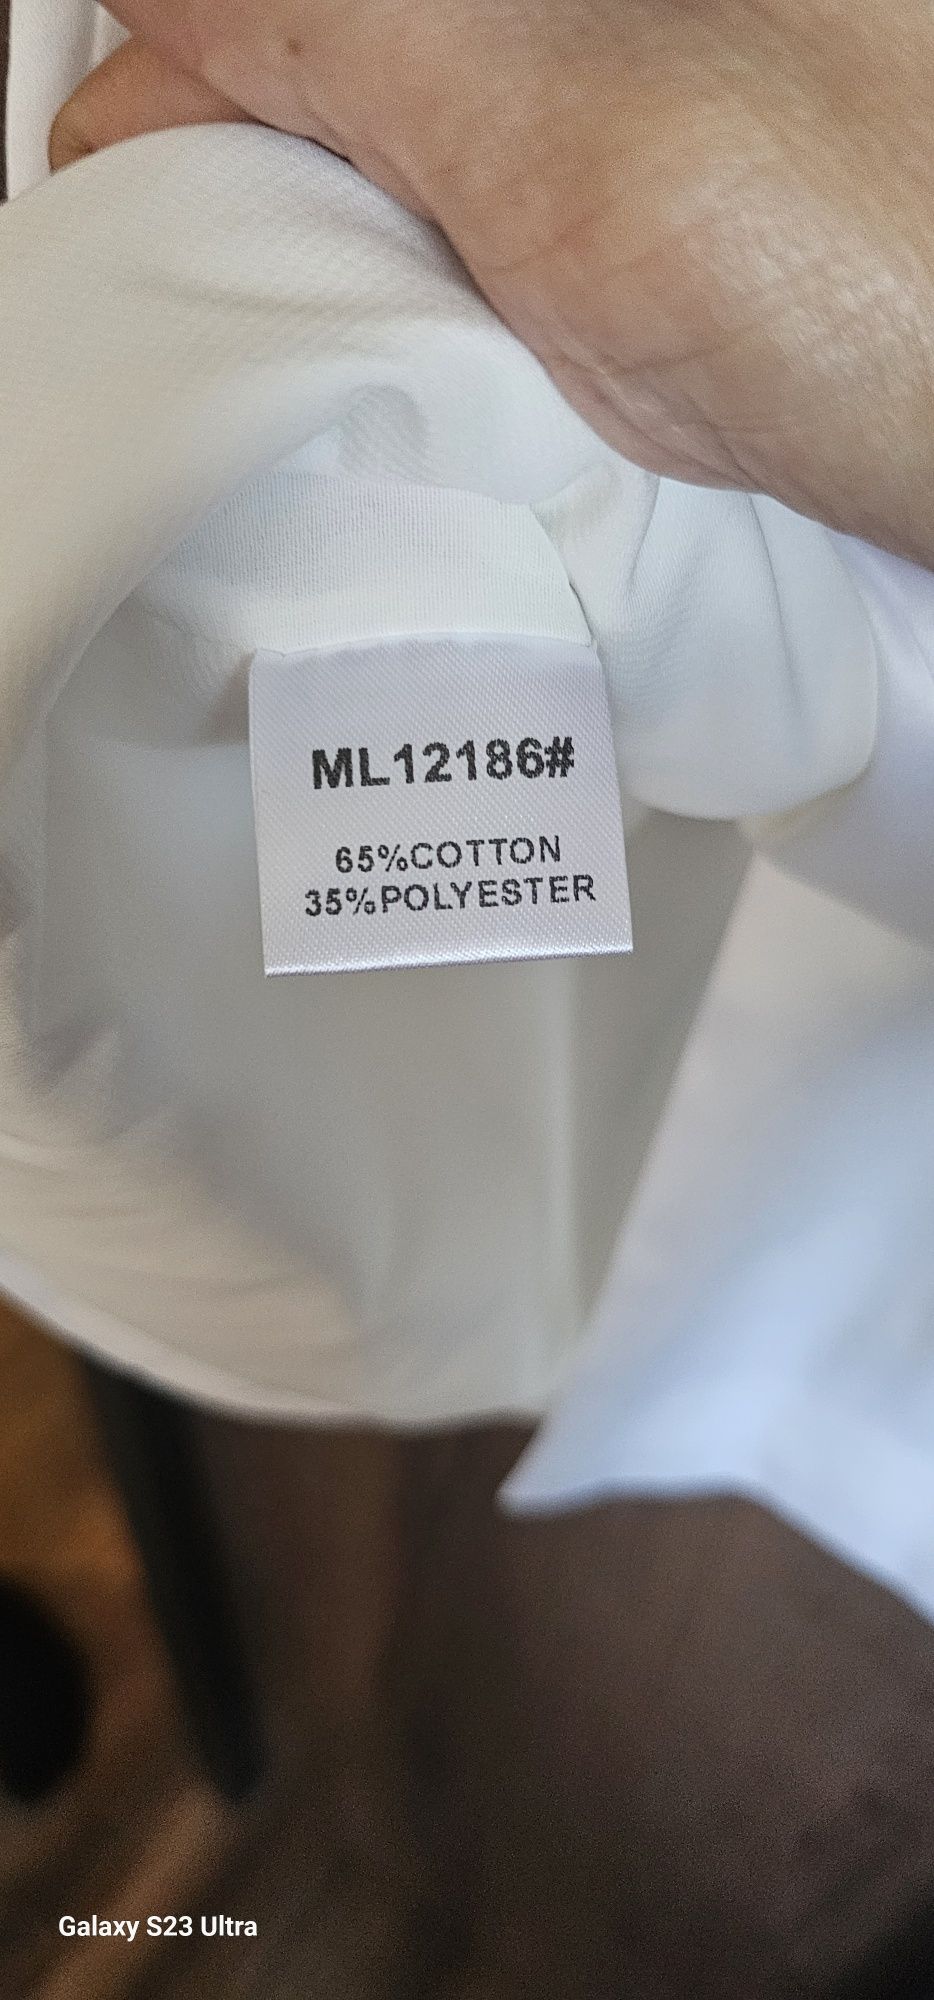 ML12186#
65%COTTON
35%POLYESTER
Galaxy S23 Ultra